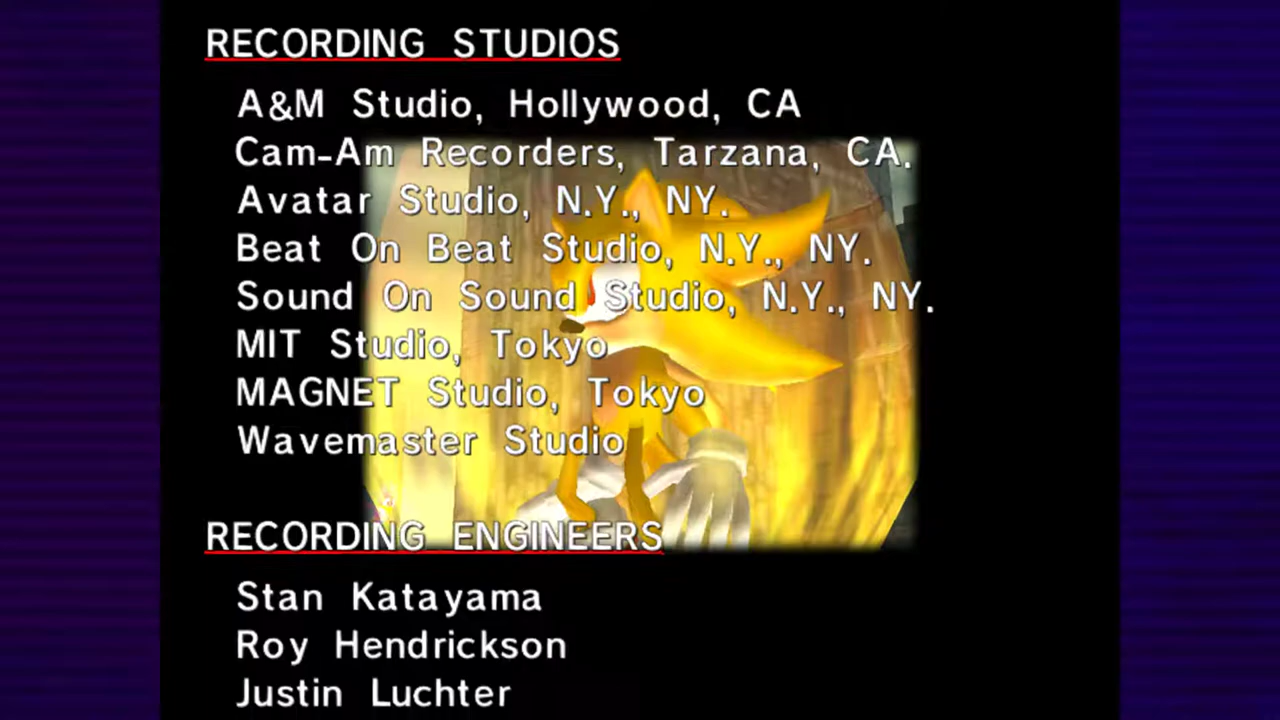 RECORDING STUDIOS
A&M Studio, Hollywood, CA
Cam-Am Recorders, Tarzana, CA.
Avatar Studio, N.Y., NY.
Beat On Beat Studio, N.Y., NY.
Sound On Sound Studio, N.Y., NY.
MIT Studio, Tokyo
MAGNET Studio, Tokyo
Wavemaster Studio
RECORDING ENGINEERS
Stan Katayama
Roy Hendrickson
Justin Luchter